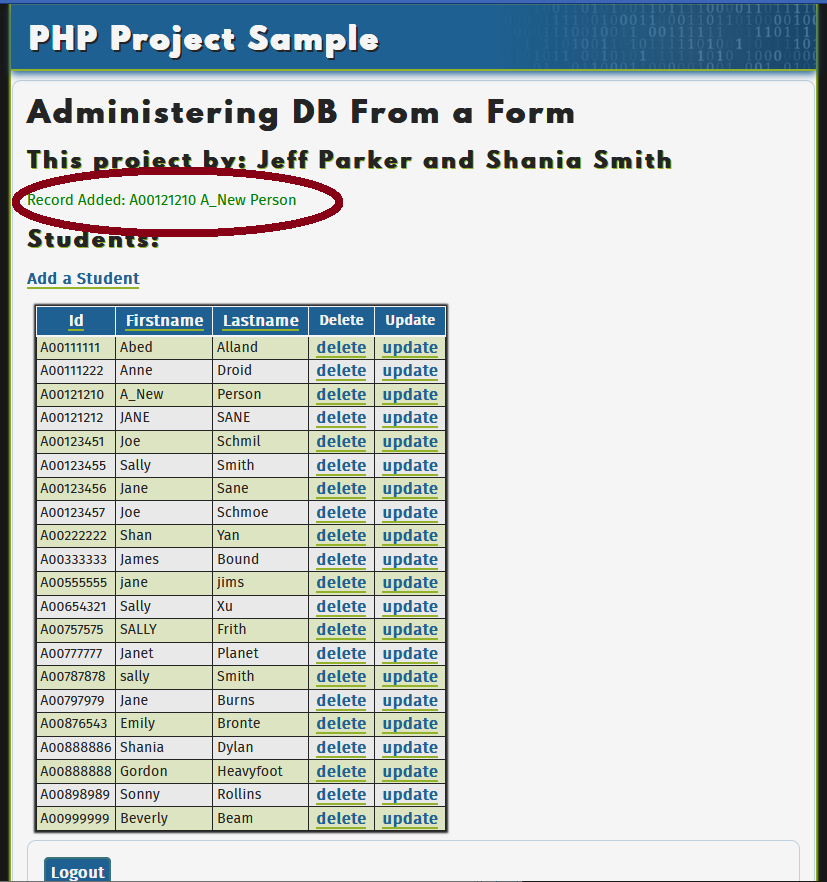 PHP Project Sample
Administering DB From a Form
This project by: Jeff Parker and Shania Smith
Record Added: A00121210 A_New Person
Students:
Add a Student
Id Firstname Lastname Delete Update
A00111111 Abed Alland delete update
A00111222 Anne Droid delete update
A00121210 A_New Person delete update
A00121212 JANE SANE delete update
A00123451 Joe Schmil delete update
A00123455 Sally Smith delete update
A00123456 Jane Sane delete update
A00123457 Joe Schmoe delete update
A00222222 Shan Yan delete update
A00333333 James Bound delete update
A00555555 jane jims delete update
A00654321 Sally Xu delete update
A00757575 SALLY Frith delete update
A00777777 Janet Planet delete update
A00787878 sally Smith delete update
A00797979 Jane Burns delete update
A00876543 Emily Bronte delete update
A00888886 Shania Dylan delete update
A00888888 Gordon Heavyfoot delete update
A00898989 Sonny Rollins delete update
A00999999 Beverly Beam delete update
Logout